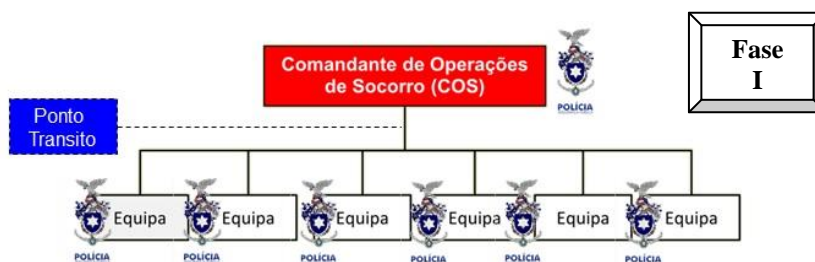 Comandante de Operações
de Socorro (COS)
POLÍCIA
Fase
I
Ponto
Transito
Equipa
Equipa
Equipa
Equipa
Equipa
Equipa
POLÍCIA
POLÍCIA
POLÍCIA
POLÍCIA
POLÍCIA
POLÍCIA